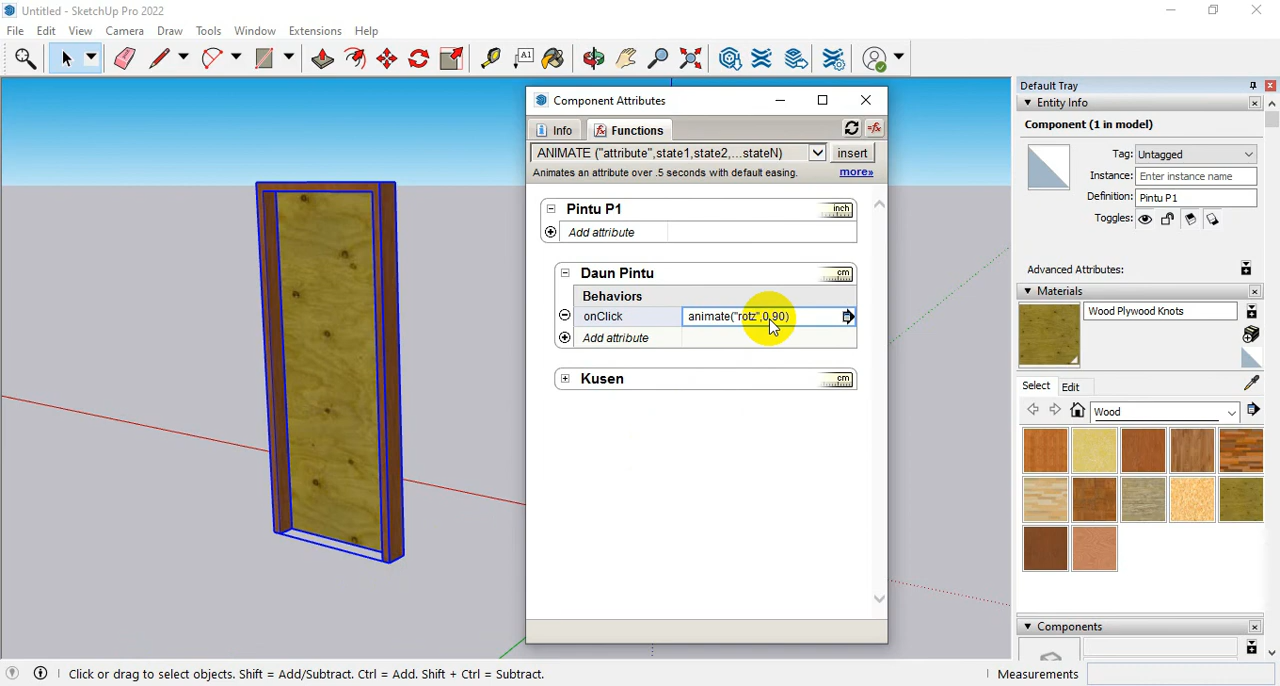 Untitled - SketchUp Pro 2022
File Edit View Camera Draw Tools Window Extensions Help
A1
Component Attributes
Info Functions
ANIMATE ("attribute",state1,state2,...stateN) insert
Animates an attribute over .5 seconds with default easing. more»
Pintu P1 inch
Add attribute
Daun Pintu cm
Behaviors
onClick animate("rotz",0,90)
Add attribute
Kusen cm
Default Tray
Entity Info
Component (1 in model)
Tag: Untagged
Instance: Enter instance name
Definition: Pintu P1
Toggles:
Advanced Attributes:
Materials
Wood Plywood Knots
Select Edit
Wood
Components
Click or drag to select objects. Shift = Add/Subtract. Ctrl = Add. Shift + Ctrl = Subtract.
Measurements